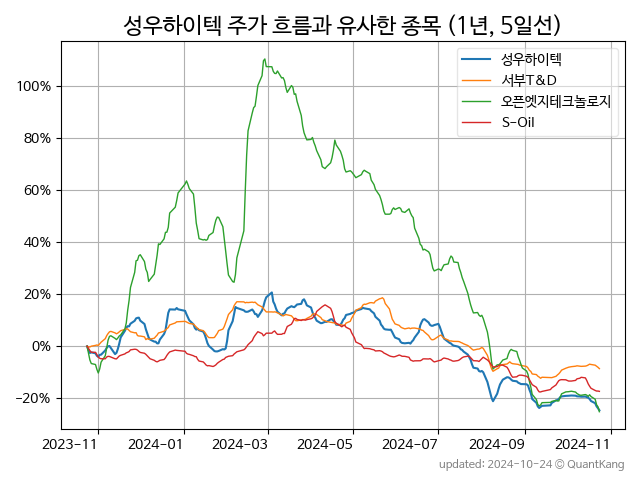 성우하이텍 주가 흐름과 유사한 종목 (1년, 5일선)
성우하이텍
서부T&D
오픈엣지테크놀로지
S-Oil
100%
80%
60%
40%
20%
0%
−20%
2023-11
2024-01
2024-03
2024-05
2024-07
2024-09
2024-11
updated: 2024-10-24 © QuantKang